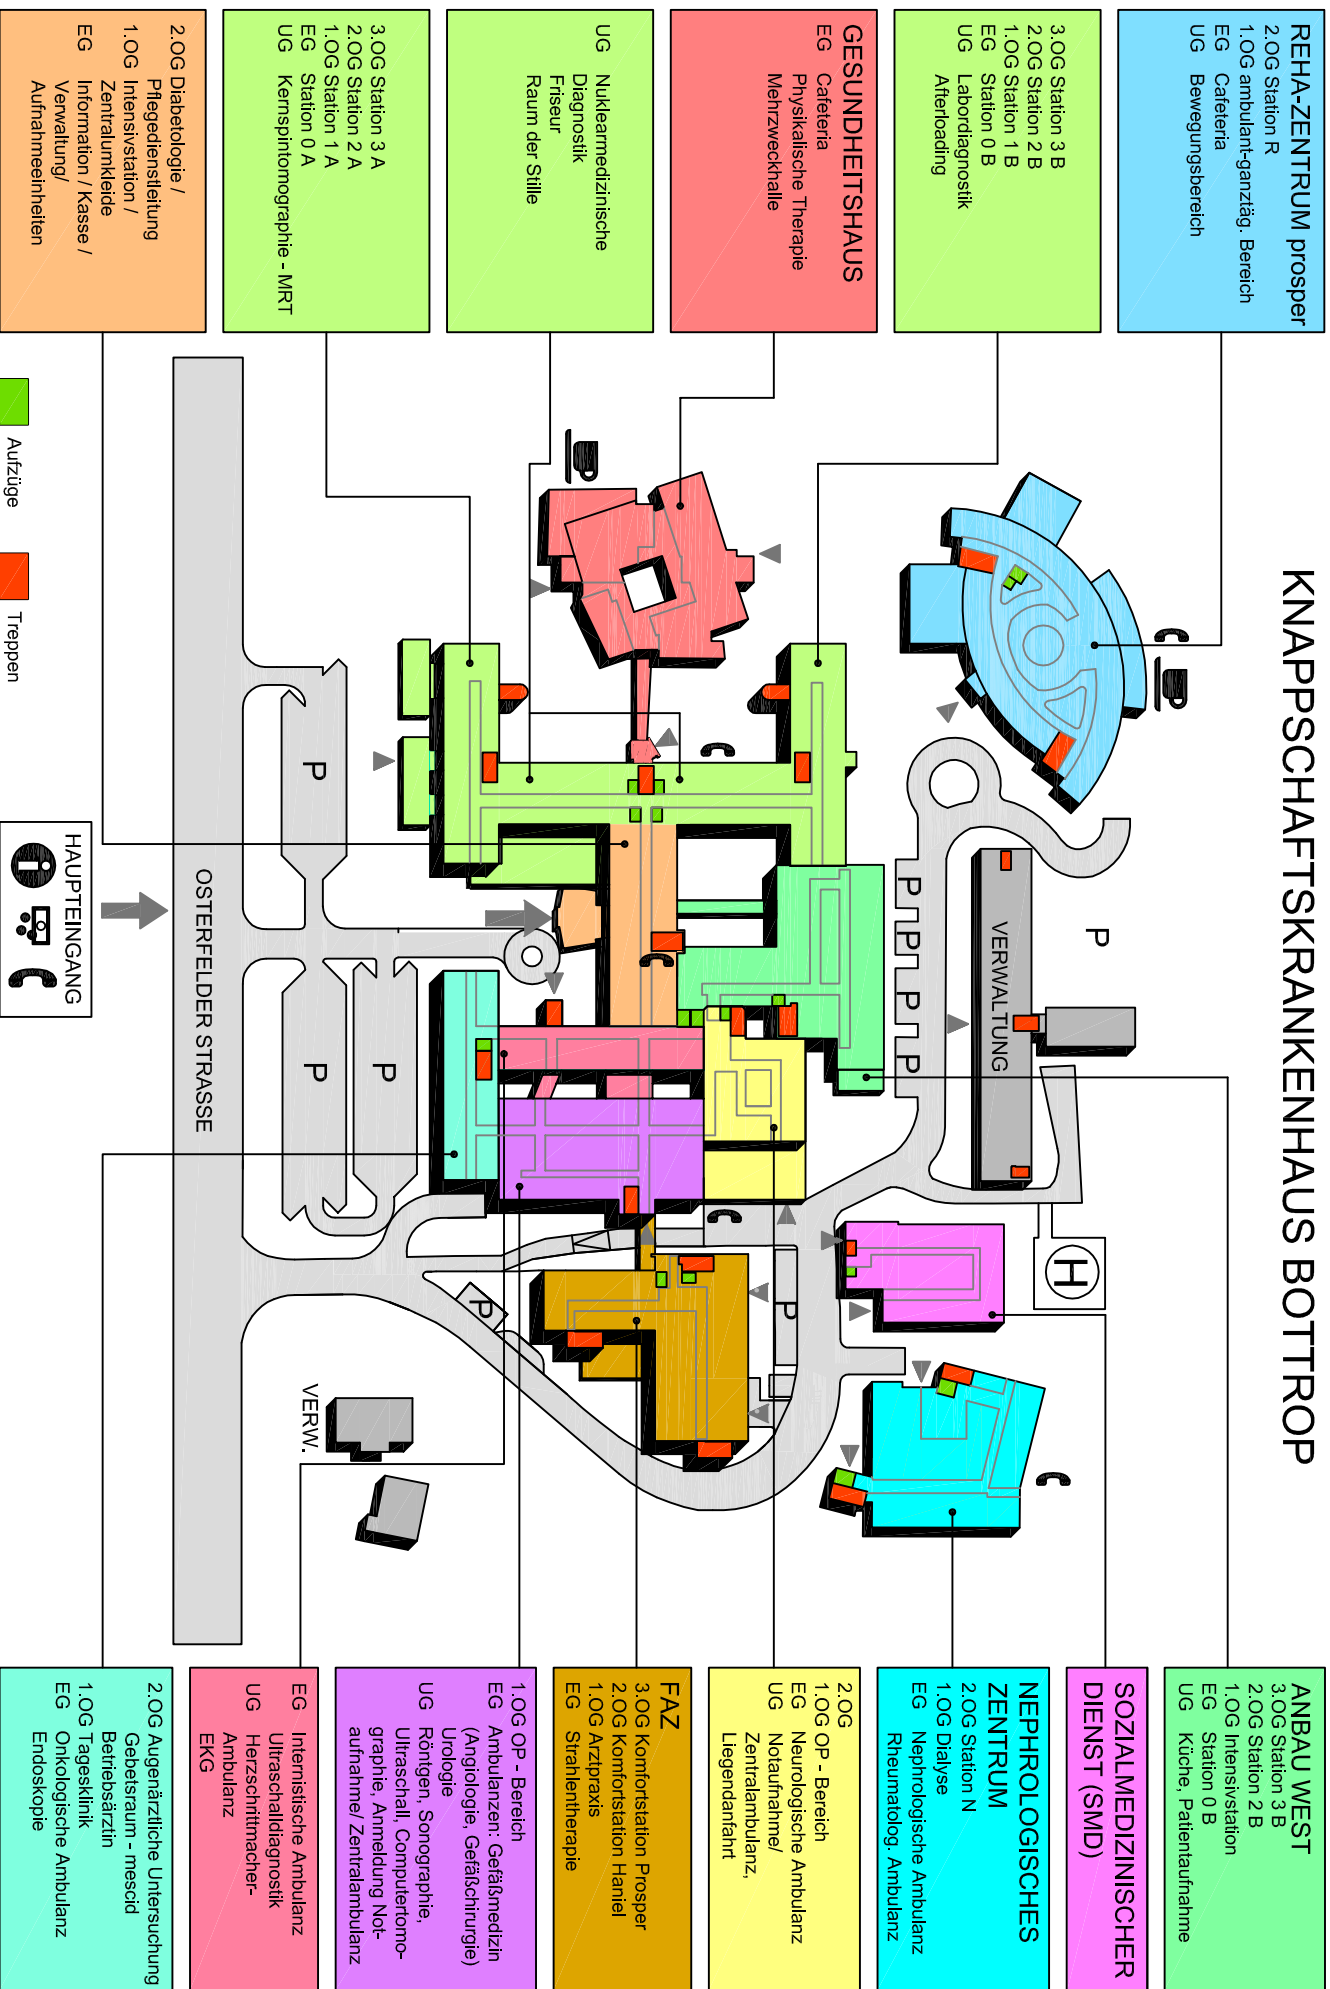 KNAPPSCHAFTSKRANKENHAUS BOTTROP
REHA-ZENTRUM prosper
2.OG Station R
1.OG ambulant-ganztäg. Bereich
EG Cafeteria
UG Bewegungsbereich
3.OG Station 3 B
2.OG Station 2 B
1.OG Station 1 B
EG Station 0 B
UG Labordiagnostik
Afterloading
GESUNDHEITSHAUS
EG Cafeteria
Physikalische Therapie
Mehrzweckhalle
UG Nuklearmedizinische
Diagnostik
Friseur
Raum der Stille
3.OG Station 3 A
2.OG Station 2 A
1.OG Station 1 A
EG Station 0 A
UG Kernspintomographie - MRT
2.OG Diabetologie /
Pflegedienstleitung
1.OG Intensivstation /
Zentralumkleide
EG Information / Kasse /
Verwaltung/
Aufnahmeeinheiten
P
VERWALTUNG
P
P
P
P
H
P
P
P
P
P
OSTERFELDER STRASSE
VERW.
Aufzüge
Treppen
HAUPTEINGANG
ANBAU WEST
3.OG Station 3 B
2.OG Station 2 B
1.OG Intensivstation
EG Station 0 B
UG Küche, Patientaufnahme
SOZIALMEDIZINISCHER
DIENST (SMD)
NEPHROLOGISCHES
ZENTRUM
2.OG Station N
1.OG Dialyse
EG Nephrologische Ambulanz
Rheumatolog. Ambulanz
2.OG
1.OG OP - Bereich
EG Neurologische Ambulanz
UG Notaufnahme/
Zentralambulanz,
Liegendanfahrt
FAZ
3.OG Komfortstation Prosper
2.OG Komfortstation Haniel
1.OG Arztpraxis
EG Strahlentherapie
1.OG OP - Bereich
EG Ambulanzen: Gefäßmedizin
(Angiologie, Gefäßchirurgie)
Urologie
UG Röntgen, Sonographie,
Ultraschall, Computertomo-
graphie, Anmeldung Not-
aufnahme/ Zentralambulanz
EG Internistische Ambulanz
Ultraschalldiagnostik
UG Herzschrittmacher-
Ambulanz
EKG
2.OG Augenärztliche Untersuchung
Gebetsraum - mescid
Betriebsärztin
1.OG Tagesklinik
EG Onkologische Ambulanz
Endoskopie